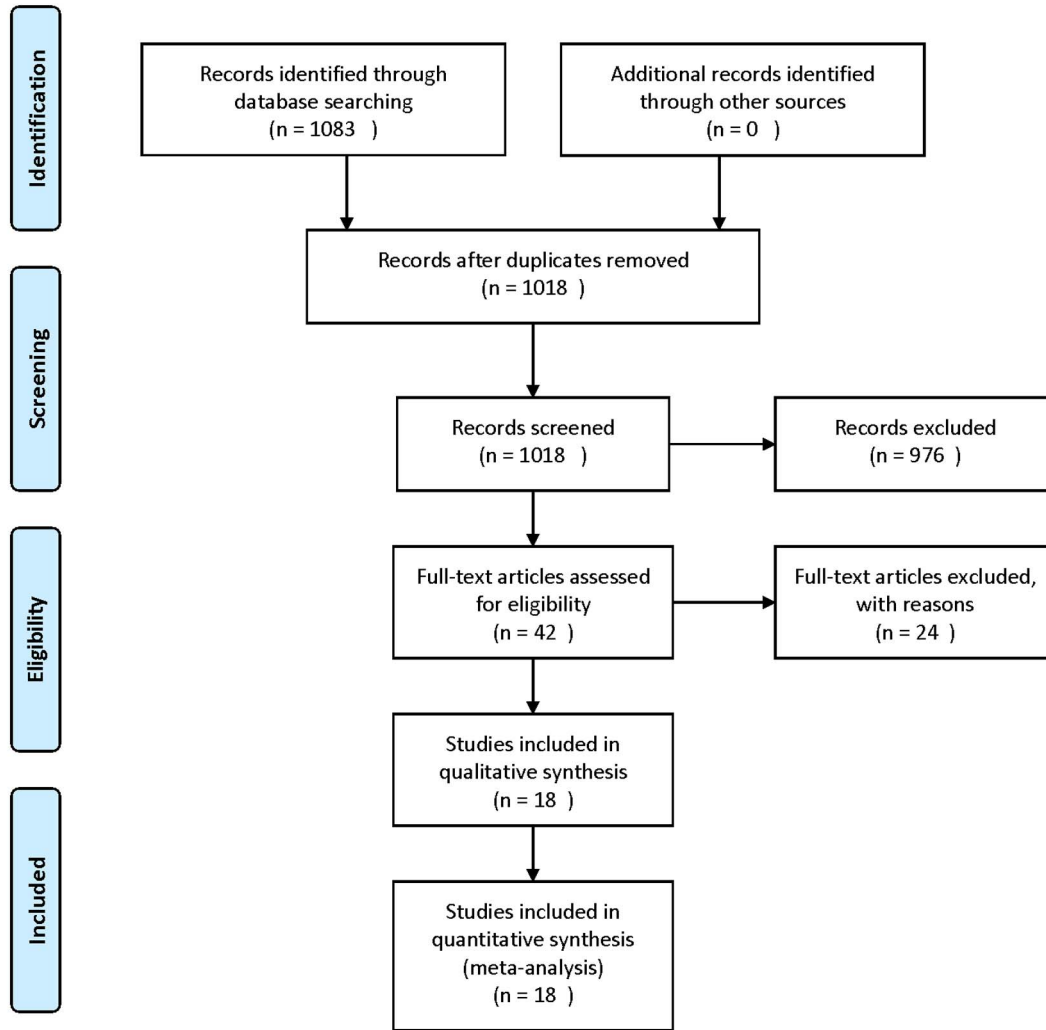 Identification
Records identified through
database searching
(n = 1083 )
Additional records identified
through other sources
(n = 0 )
Records after duplicates removed
(n = 1018 )
Screening
Records screened
(n = 1018 )
Records excluded
(n = 976 )
Eligibility
Full-text articles assessed
for eligibility
(n = 42 )
Full-text articles excluded,
with reasons
(n = 24 )
Studies included in
qualitative synthesis
(n = 18 )
Included
Studies included in
quantitative synthesis
(meta-analysis)
(n = 18 )